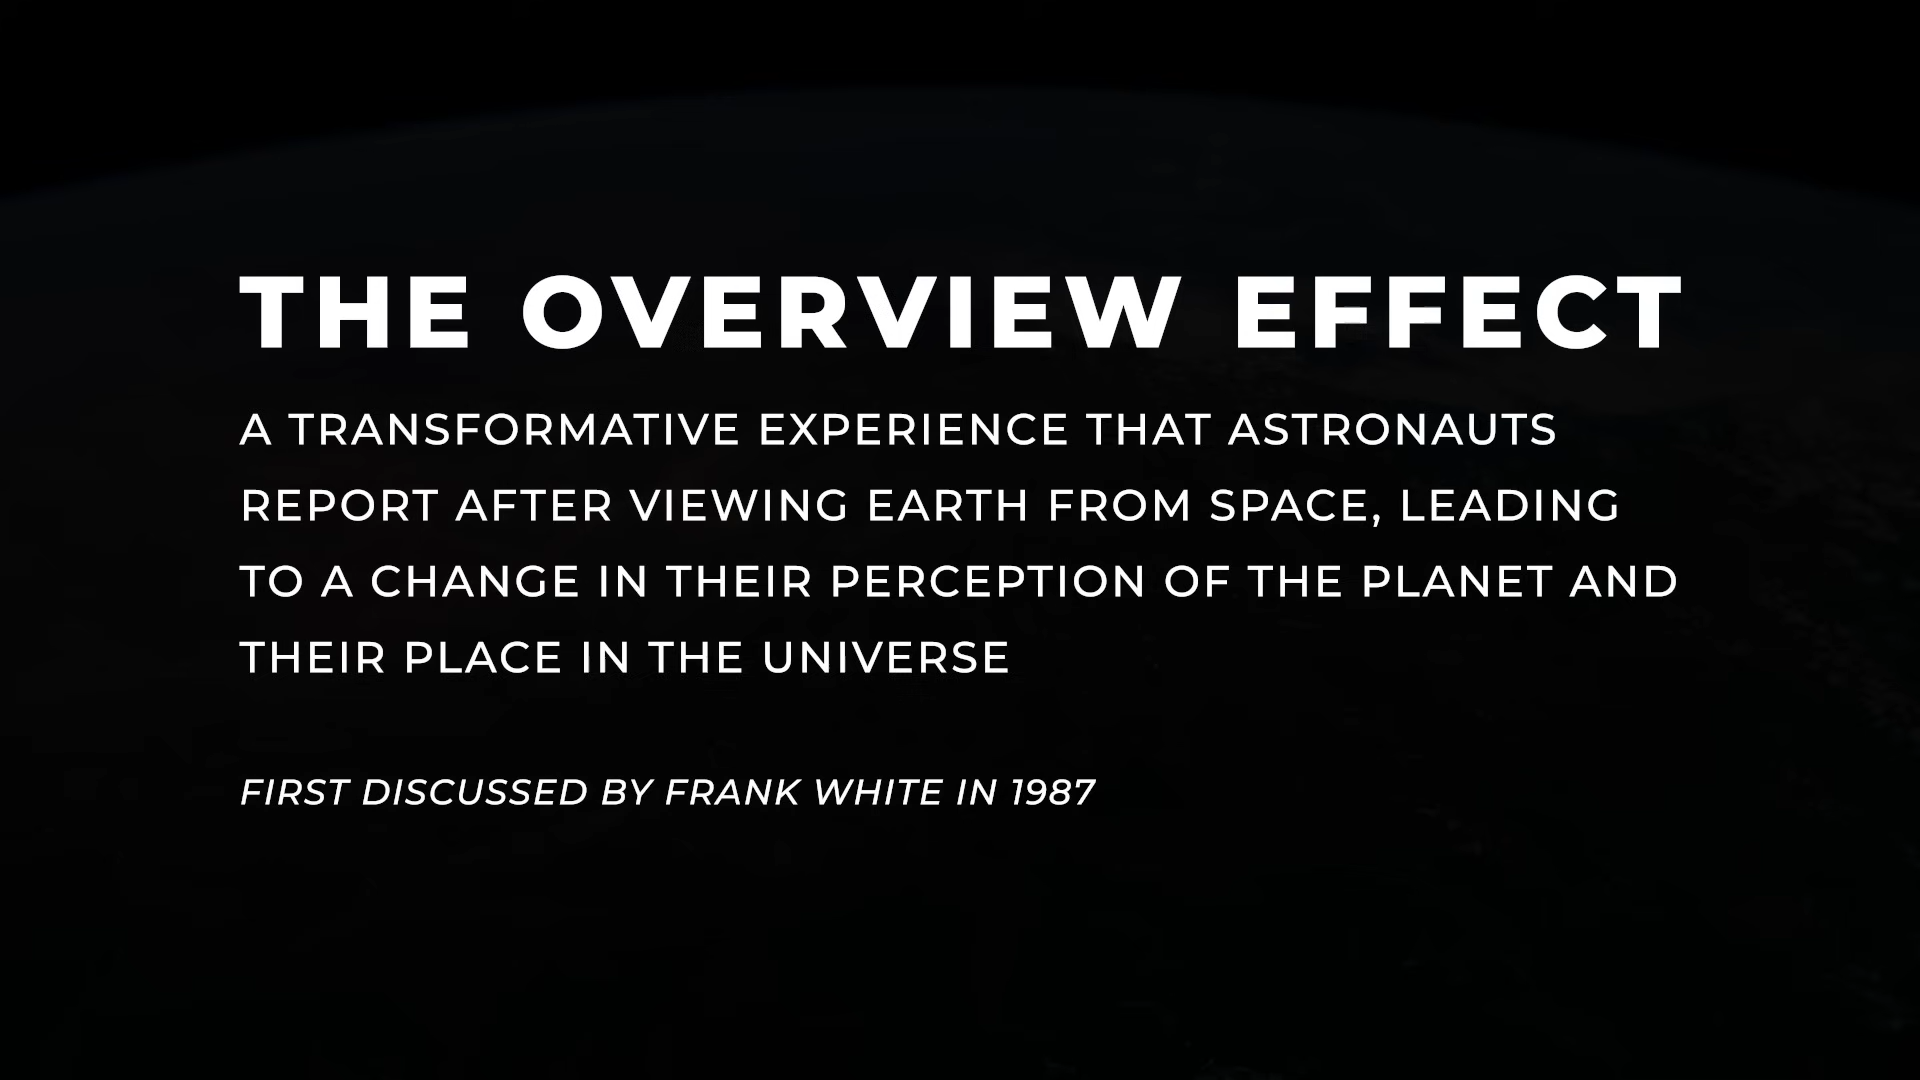 THE OVERVIEW EFFECT
A TRANSFORMATIVE EXPERIENCE THAT ASTRONAUTS
REPORT AFTER VIEWING EARTH FROM SPACE, LEADING
TO A CHANGE IN THEIR PERCEPTION OF THE PLANET AND
THEIR PLACE IN THE UNIVERSE
FIRST DISCUSSED BY FRANK WHITE IN 1987